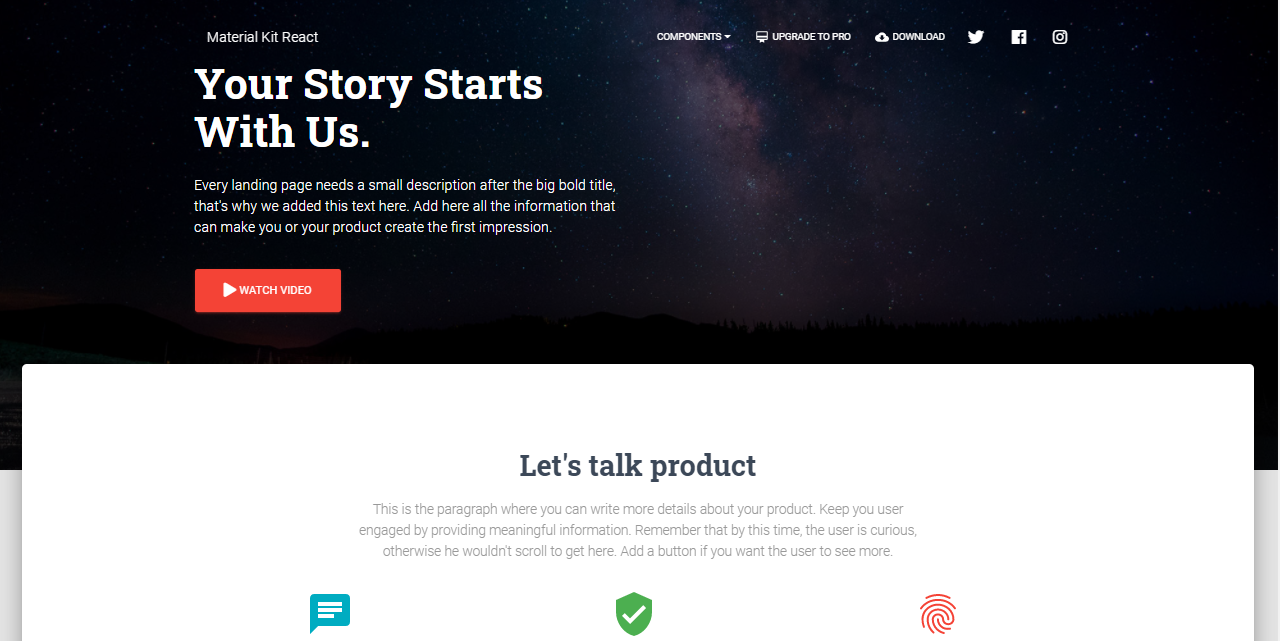 Material Kit React
COMPONENTS
UPGRADE TO PRO
DOWNLOAD
Your Story Starts
With Us.
Every landing page needs a small description after the big bold title,
that's why we added this text here. Add here all the information that
can make you or your product create the first impression.
WATCH VIDEO
Let's talk product
This is the paragraph where you can write more details about your product. Keep you user
engaged by providing meaningful information. Remember that by this time, the user is curious,
otherwise he wouldn't scroll to get here. Add a button if you want the user to see more.